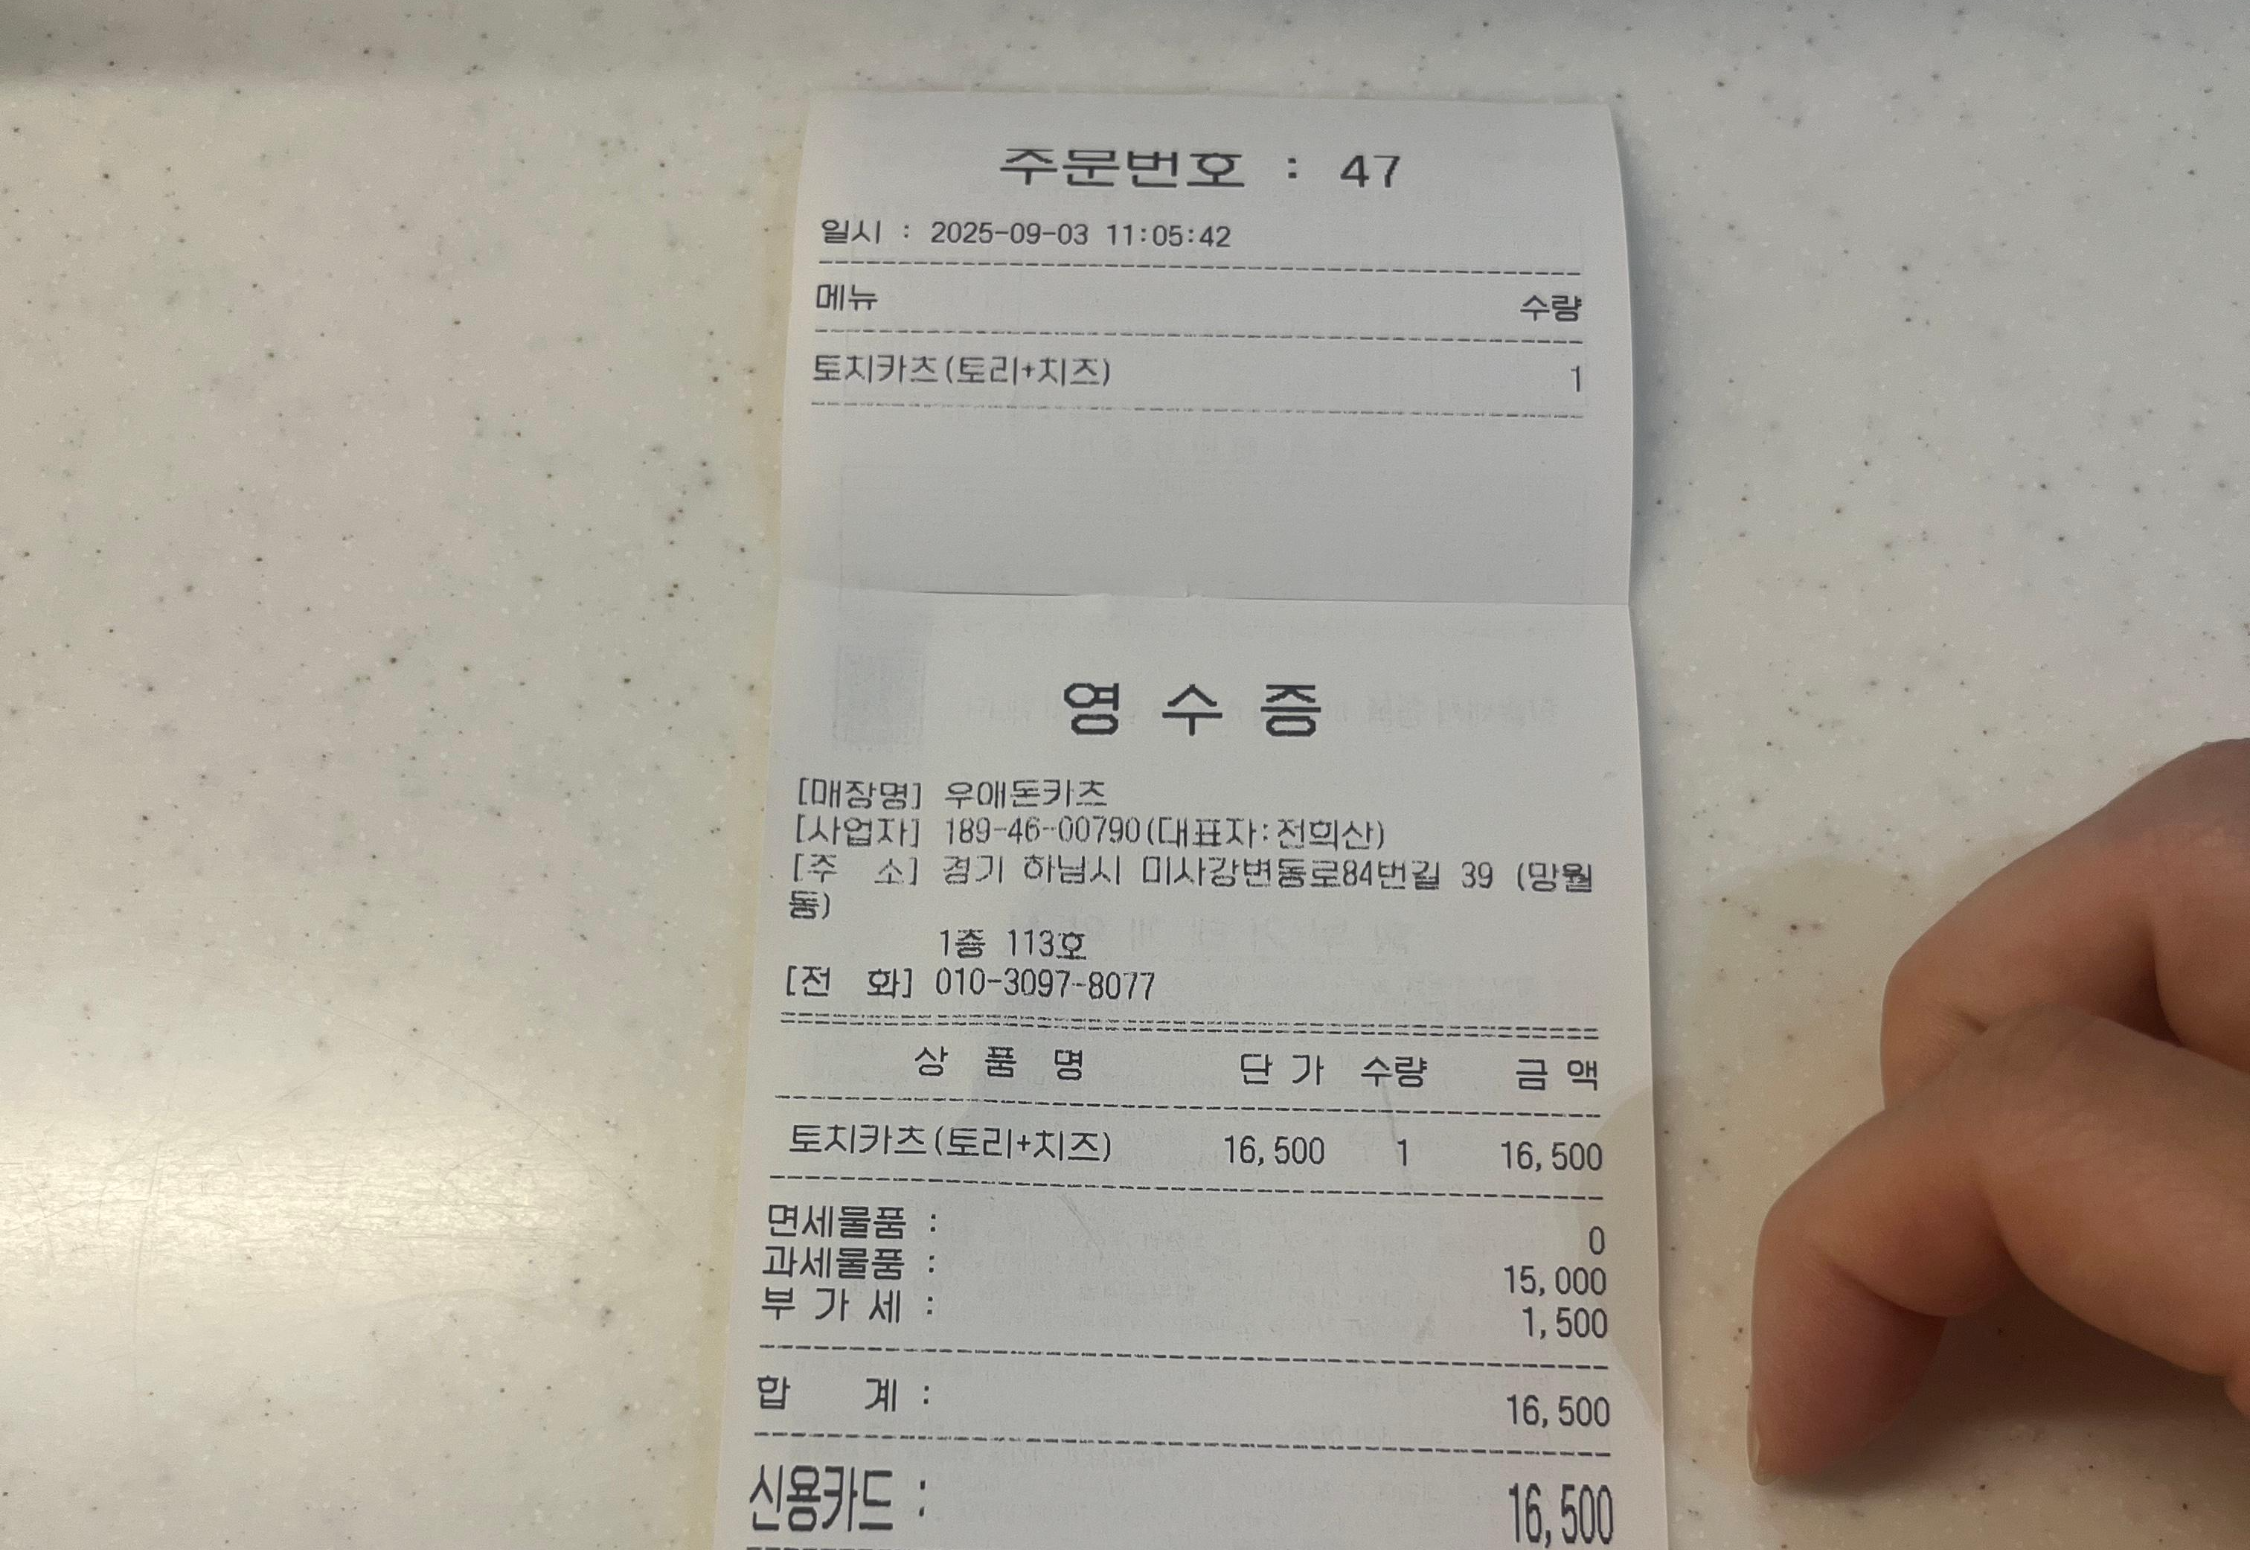 주문번호 : 47
일시 : 2025-09-03 11:05:42
메뉴 수량
토치카츠(토리+치즈) 1
영 수 증
[매장명] 우애돈카츠
[사업자] 189-46-00790(대표자:전희산)
[주 소] 경기 하남시 미사강변동로84번길 39 (망월
동)
1층 113호
[전 화] 010-3097-8077
상 품 명 단 가 수량 금 액
토치카츠(토리+치즈) 16,500 1 16,500
면세물품 : 0
과세물품 : 15,000
부 가 세 : 1,500
합 계 : 16,500
신용카드 : 16,500